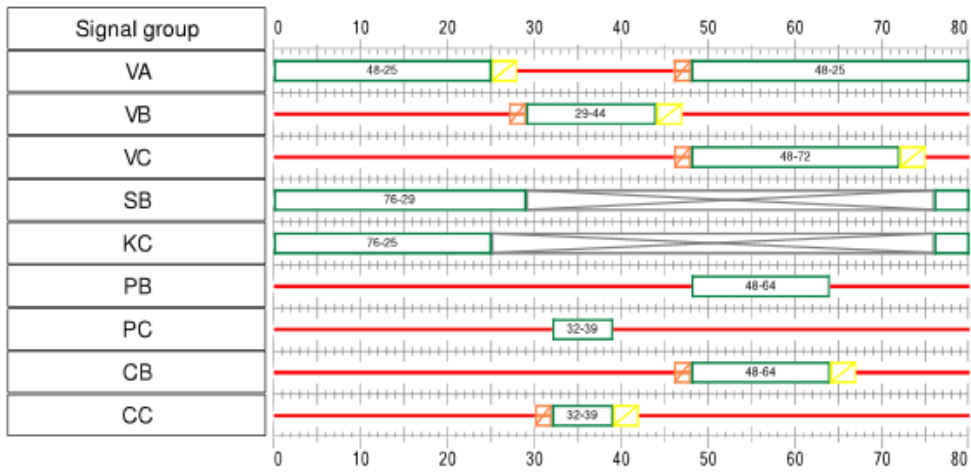 Signal group 0 10 20 30 40 50 60 70 80
VA 48-25 48-25
VB 29-44
VC 48-72
SB 76-29
KC 76-25
PB 48-64
PC 32-39
CB 48-64
CC 32-39
0 10 20 30 40 50 60 70 80